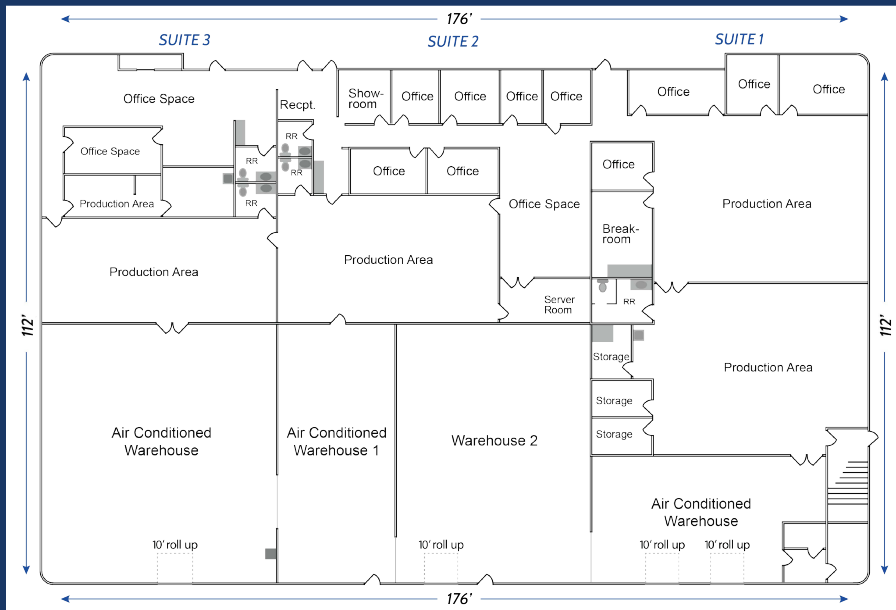 176'
SUITE 3
SUITE 2
SUITE 1
Office Space
Recpt.
Show-
room
Office
Office
Office
Office
Office
Office
Office
RR
RR
Office Space
RR
RR
Production Area
Office
Office
Office
Office Space
Break-
room
Production Area
Production Area
Production Area
Server
Room
RR
112'
112'
Storage
Storage
Storage
Production Area
Air Conditioned
Warehouse
Air Conditioned
Warehouse 1
Warehouse 2
Air Conditioned
Warehouse
10' roll up
10' roll up
10' roll up
10' roll up
176'